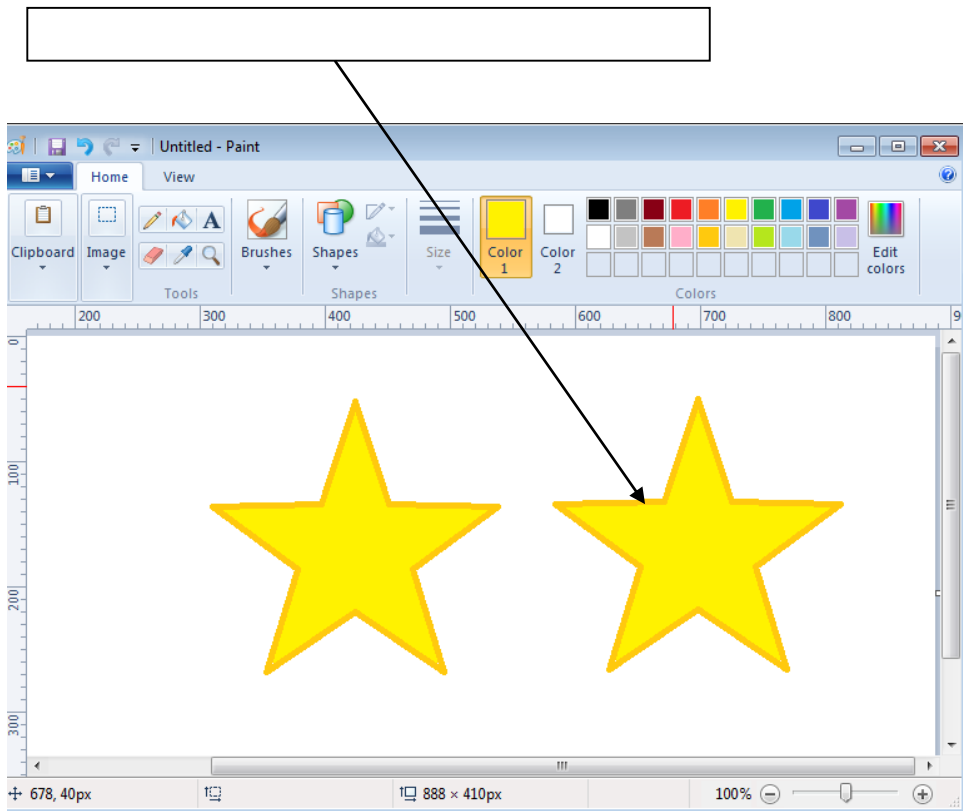 Untitled - Paint
Home View
Clipboard
Image
A
Brushes
Shapes
Size
Color 1
Color 2
Edit colors
Tools
Shapes
Colors
200 300 400 500 600 700 800 9
0
100
200
300
678, 40px
888 × 410px
100%